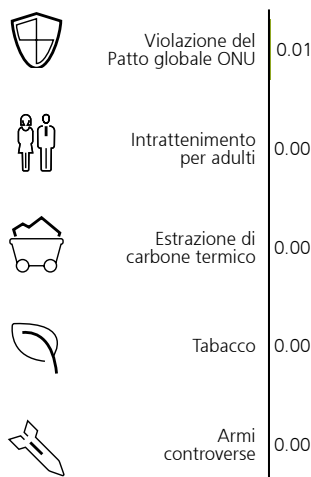 Violazione del
Patto globale ONU
0.01
Intrattenimento
per adulti
0.00
Estrazione di
carbone termico
0.00
Tabacco
0.00
Armi
controverse
0.00